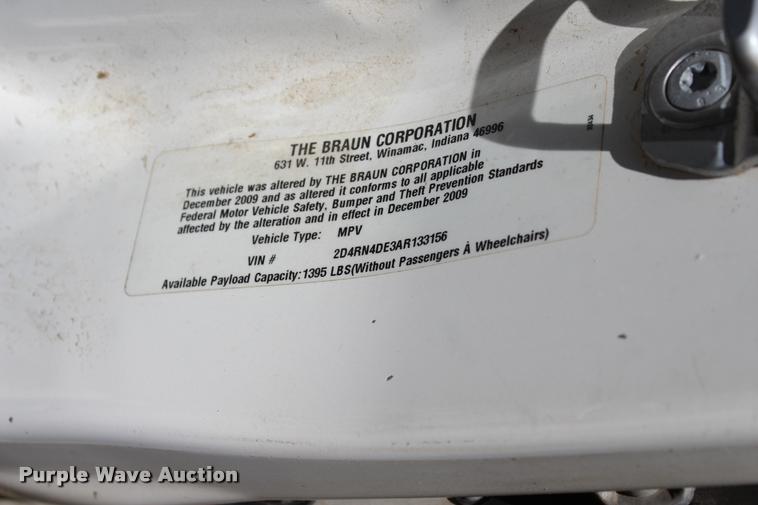 THE BRAUN CORPORATION
631 W. 11th Street, Winamac, Indiana 46996
This vehicle was altered by THE BRAUN CORPORATION in
December 2009 and as altered it conforms to all applicable
Federal Motor Vehicle Safety, Bumper and Theft Prevention Standards
affected by the alteration and in effect in December 2009
Vehicle Type: MPV
VIN # 2D4RN4DE3AR133156
Available Payload Capacity:1395 LBS(Without Passengers À Wheelchairs)
Purple Wave Auction